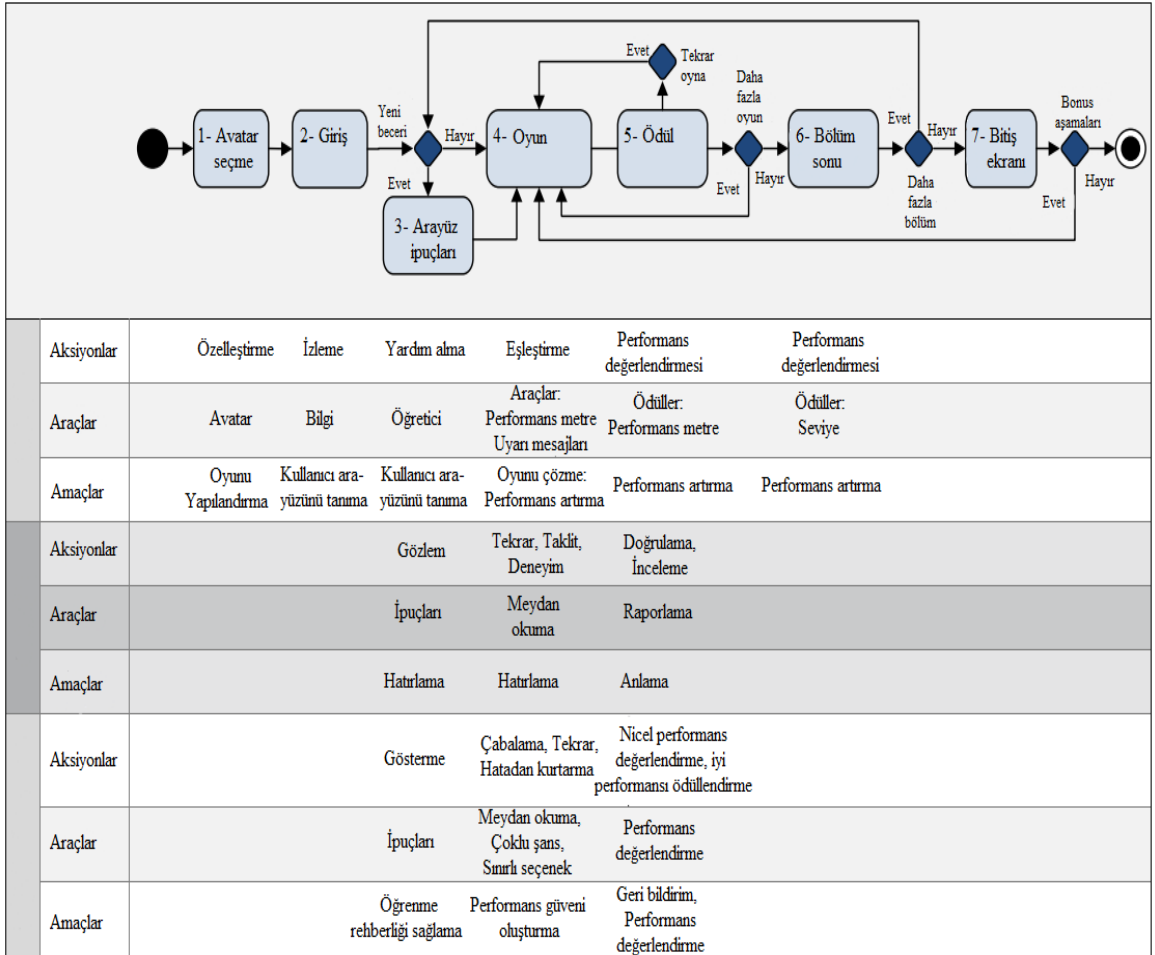 Evet
Tekrar
oyna
Daha
fazla
oyun
Bonus
aşamaları
Yeni
beceri
1- Avatar
seçme
2- Giriş
Hayır
4- Oyun
5- Ödül
6- Bölüm
sonu
Evet
Hayır
7- Bitiş
ekranı
Evet
Evet
Hayır
Daha
fazla
bölüm
Evet
Hayır
3- Arayüz
ipuçları
Aksiyonlar
Özelleştirme
İzleme
Yardım alma
Eşleştirme
Performans
değerlendirmesi
Performans
değerlendirmesi
Araçlar
Avatar
Bilgi
Öğretici
Araçlar:
Performans metre
Uyarı mesajları
Ödüller:
Performans metre
Ödüller:
Seviye
Amaçlar
Oyunu
Yapılandırma
Kullanıcı ara-
yüzünü tanıma
Kullanıcı ara-
yüzünü tanıma
Oyunu çözme:
Performans artırma
Performans artırma
Performans artırma
Aksiyonlar
Gözlem
Tekrar, Taklit,
Deneyim
Doğrulama,
İnceleme
Araçlar
İpuçları
Meydan
okuma
Raporlama
Amaçlar
Hatırlama
Hatırlama
Anlama
Aksiyonlar
Gösterme
Çabalama, Tekrar,
Hatadan kurtarma
Nicel performans
değerlendirme, iyi
performansı ödüllendirme
Araçlar
İpuçları
Meydan okuma,
Çoklu şans,
Sınırlı seçenek
Performans
değerlendirme
Amaçlar
Öğrenme
rehberliği sağlama
Performans güveni
oluşturma
Geri bildirim,
Performans
değerlendirme